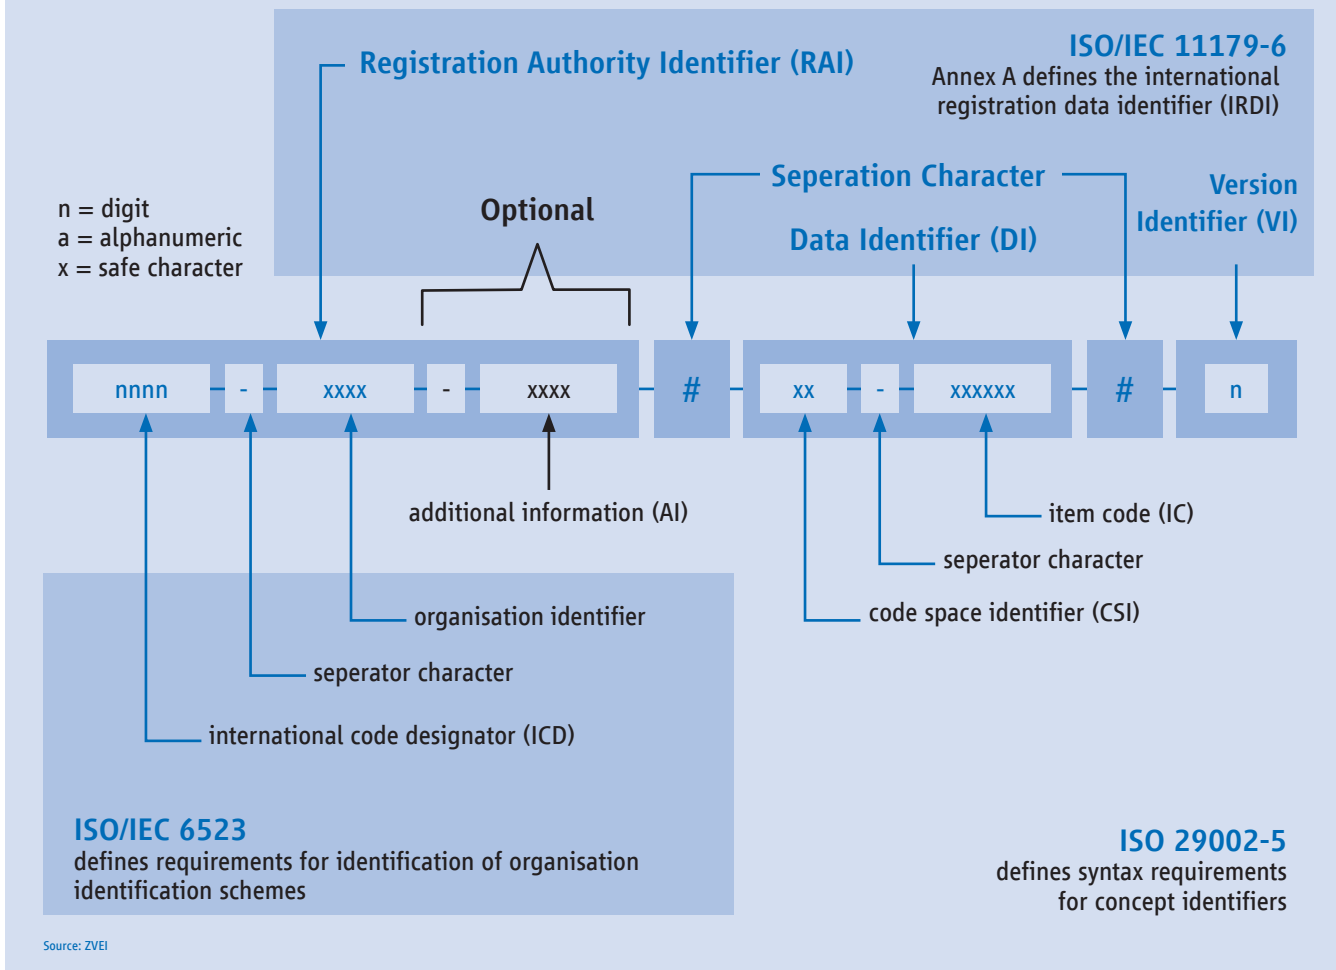 ISO/IEC 11179-6
Annex A defines the international
registration data identifier (IRDI)
Registration Authority Identifier (RAI)
Seperation Character
Version
Identifier (VI)
n = digit
a = alphanumeric
x = safe character
Optional
Data Identifier (DI)
nnnn - xxxx - xxxx # xx - xxxxxx # n
additional information (AI)
item code (IC)
seperator character
code space identifier (CSI)
organisation identifier
seperator character
international code designator (ICD)
ISO/IEC 6523
defines requirements for identification of organisation
identification schemes
ISO 29002-5
defines syntax requirements
for concept identifiers
Source: ZVEI